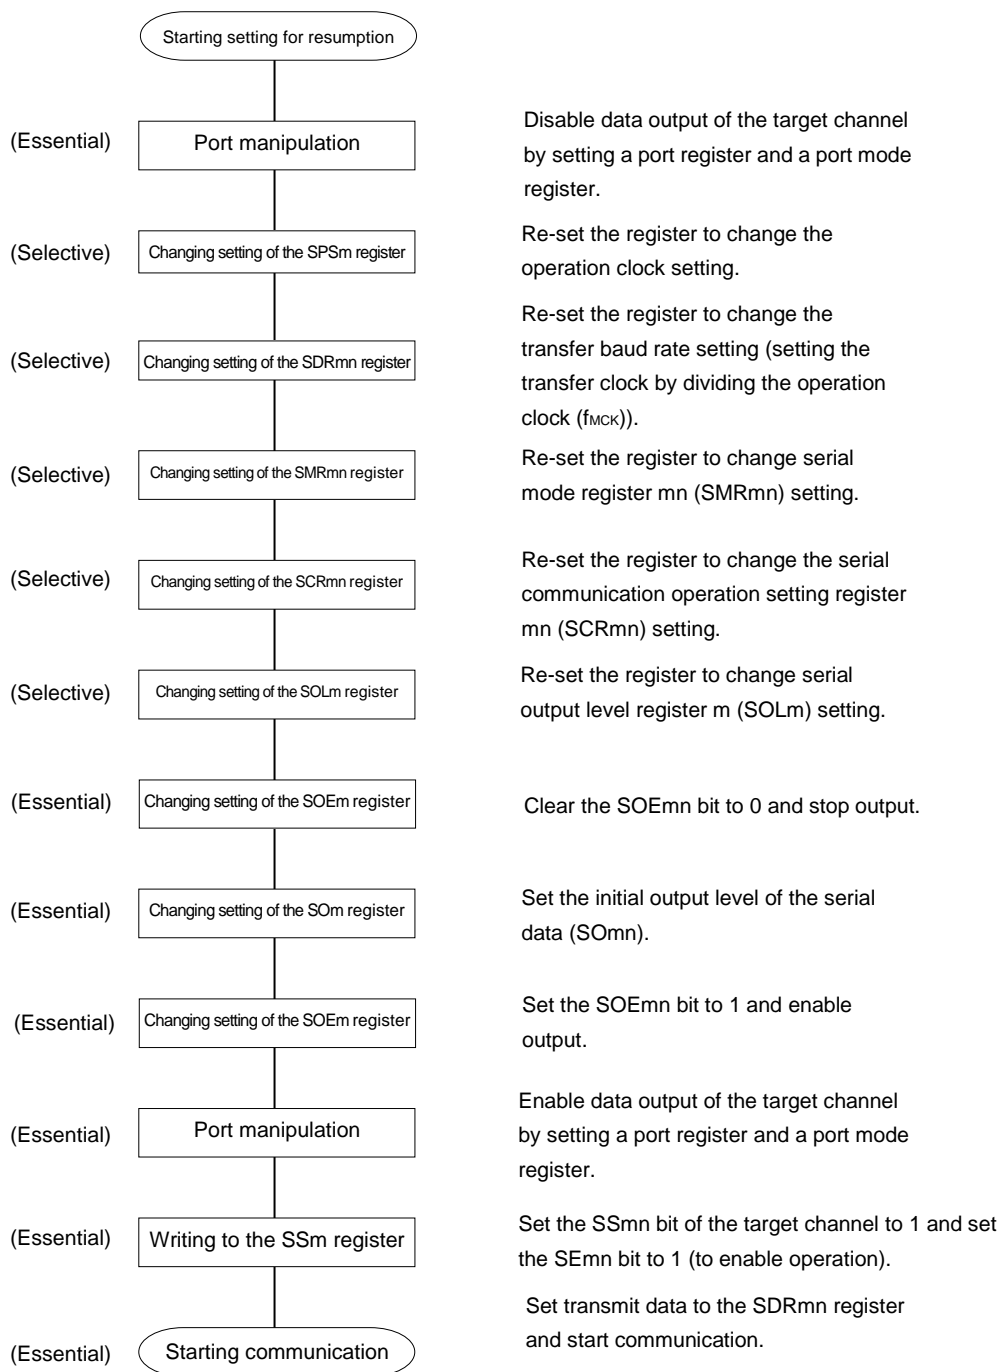 Starting setting for resumption
(Essential)
Port manipulation
Disable data output of the target channel
by setting a port register and a port mode
register.
(Selective)
Changing setting of the SPSm register
Re-set the register to change the
operation clock setting.
(Selective)
Changing setting of the SDRmn register
Re-set the register to change the
transfer baud rate setting (setting the
transfer clock by dividing the operation
clock (fMCK)).
(Selective)
Changing setting of the SMRmn register
Re-set the register to change serial
mode register mn (SMRmn) setting.
(Selective)
Changing setting of the SCRmn register
Re-set the register to change the serial
communication operation setting register
mn (SCRmn) setting.
(Selective)
Changing setting of the SOLm register
Re-set the register to change serial
output level register m (SOLm) setting.
(Essential)
Changing setting of the SOEm register
Clear the SOEmn bit to 0 and stop output.
(Essential)
Changing setting of the SOm register
Set the initial output level of the serial
data (SOmn).
(Essential)
Changing setting of the SOEm register
Set the SOEmn bit to 1 and enable
output.
(Essential)
Port manipulation
Enable data output of the target channel
by setting a port register and a port mode
register.
(Essential)
Writing to the SSm register
Set the SSmn bit of the target channel to 1 and set
the SEmn bit to 1 (to enable operation).
(Essential)
Starting communication
Set transmit data to the SDRmn register
and start communication.